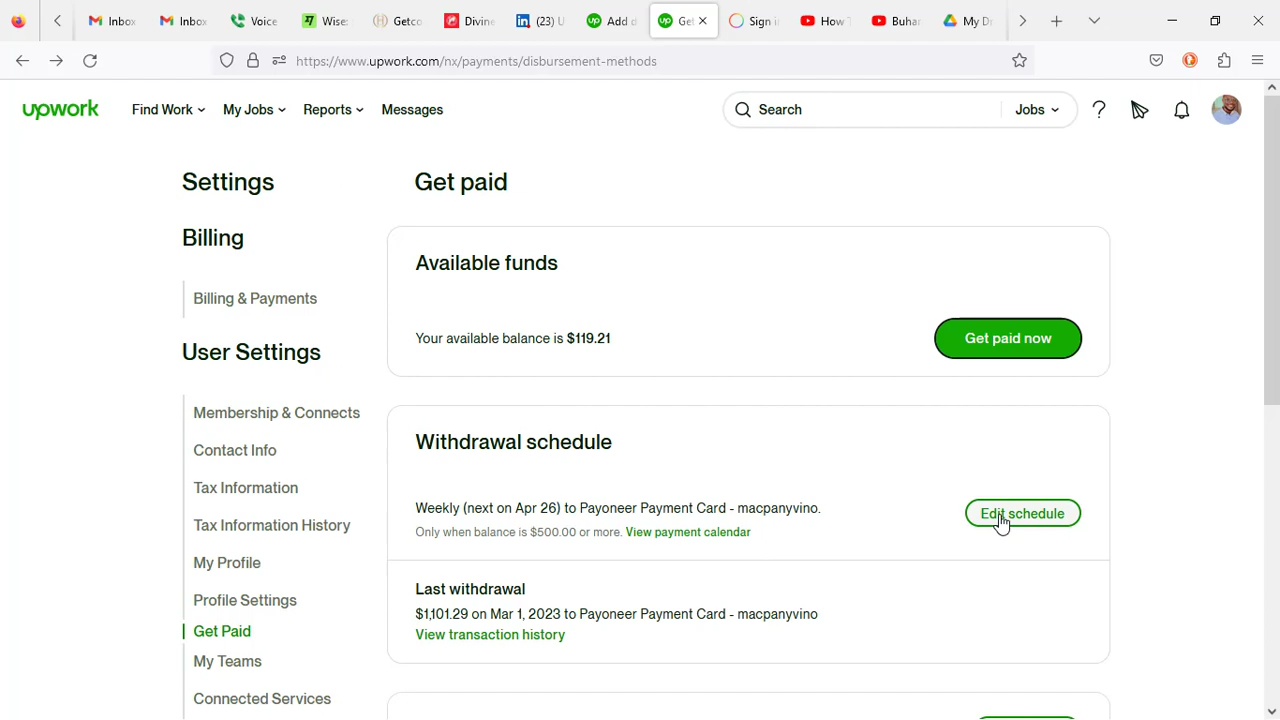 Inbox
Inbox
Voice
Wise:
Getco
Divine
(23) U
Add d
Get
Sign i
How
Buhar
My Dr
https://www.upwork.com/nx/payments/disbursement-methods
upwork
Find Work
My Jobs
Reports
Messages
Search
Jobs
Settings
Get paid
Billing
Billing & Payments
Available funds
Your available balance is $119.21
Get paid now
User Settings
Membership & Connects
Contact Info
Tax Information
Tax Information History
My Profile
Profile Settings
Get Paid
My Teams
Connected Services
Withdrawal schedule
Weekly (next on Apr 26) to Payoneer Payment Card - macpanyvino.
Only when balance is $500.00 or more. View payment calendar
Edit schedule
Last withdrawal
$1,101.29 on Mar 1, 2023 to Payoneer Payment Card - macpanyvino
View transaction history